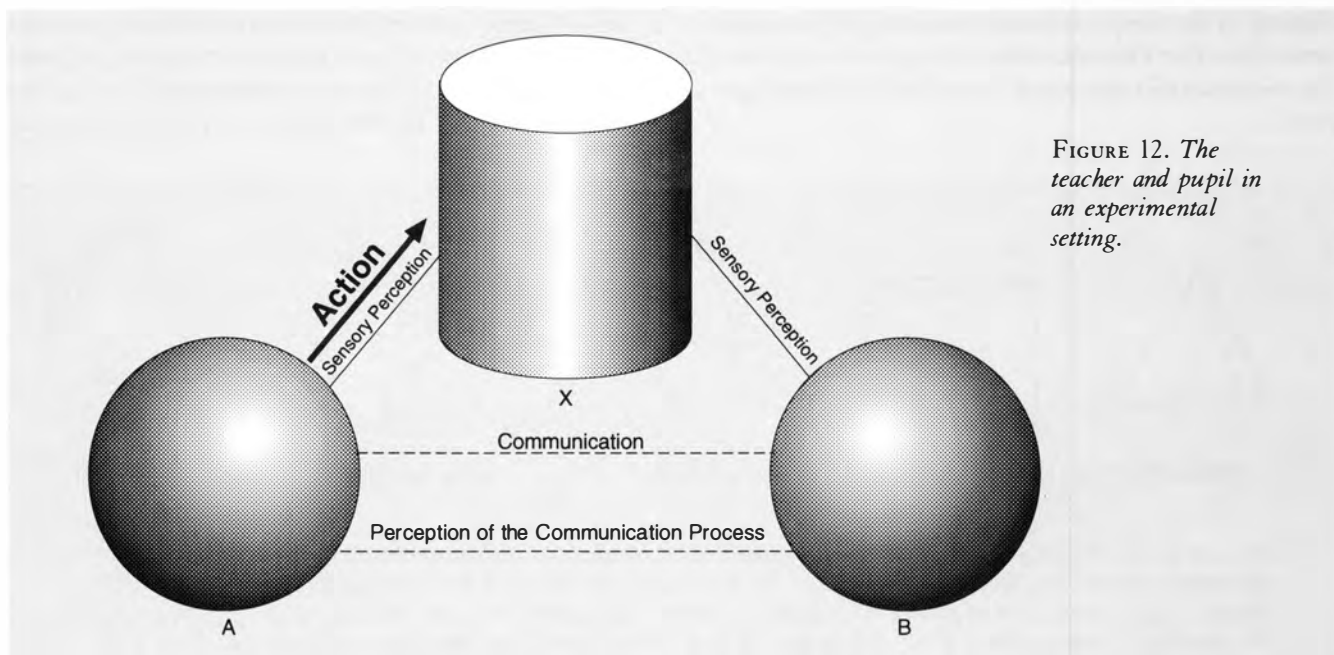 FIGURE 12. The
teacher and pupil in
an experimental
setting.
Action
Sensory Perception
Sensory Perception
X
Communication
Perception of the Communication Process
A
B